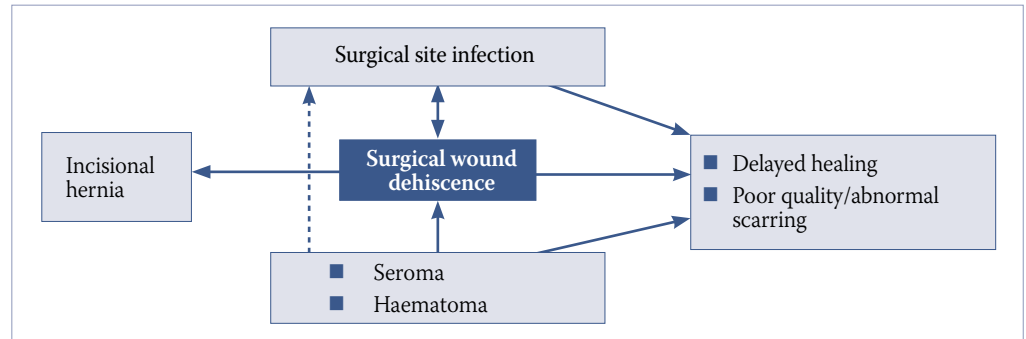 Surgical site infection
Incisional
hernia
Surgical wound
dehiscence
■ Delayed healing
■ Poor quality/abnormal
scarring
■ Seroma
■ Haematoma